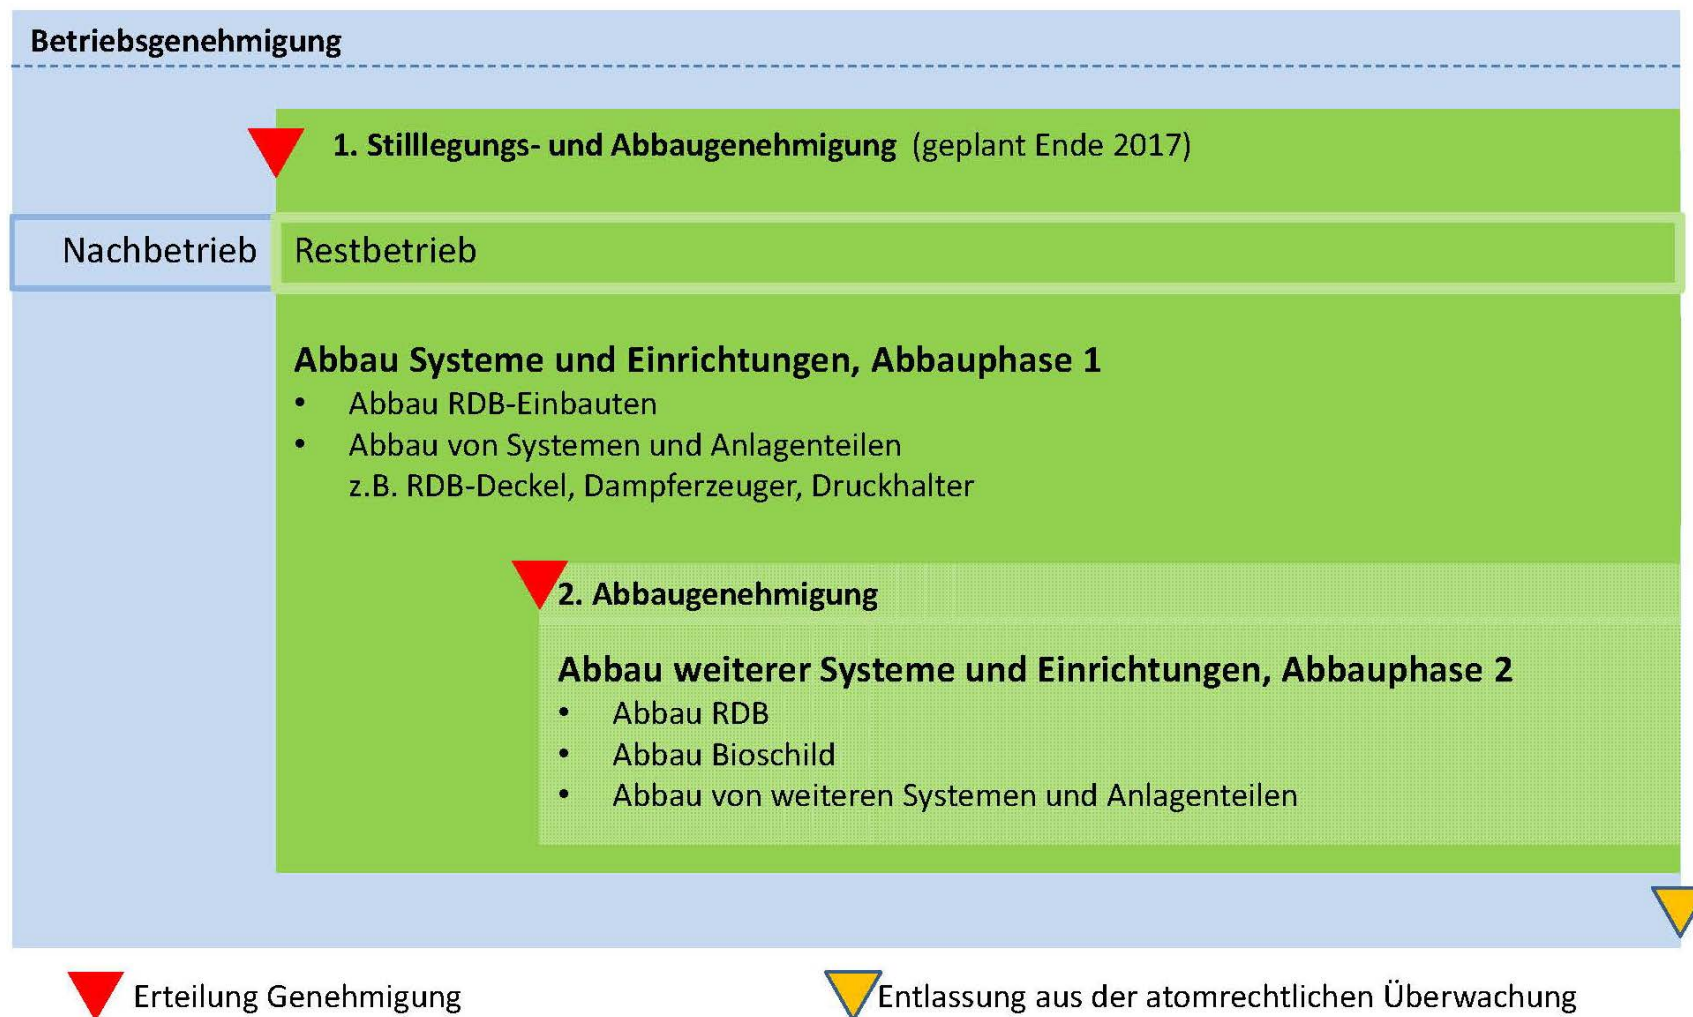 Betriebsgenehmigung
1. Stilllegungs- und Abbaugenehmigung (geplant Ende 2017)
Nachbetrieb
Restbetrieb
Abbau Systeme und Einrichtungen, Abbauphase 1
• Abbau RDB-Einbauten
• Abbau von Systemen und Anlagenteilen
z.B. RDB-Deckel, Dampferzeuger, Druckhalter
2. Abbaugenehmigung
Abbau weiterer Systeme und Einrichtungen, Abbauphase 2
• Abbau RDB
• Abbau Bioschild
• Abbau von weiteren Systemen und Anlagenteilen
Erteilung Genehmigung
Entlassung aus der atomrechtlichen Überwachung